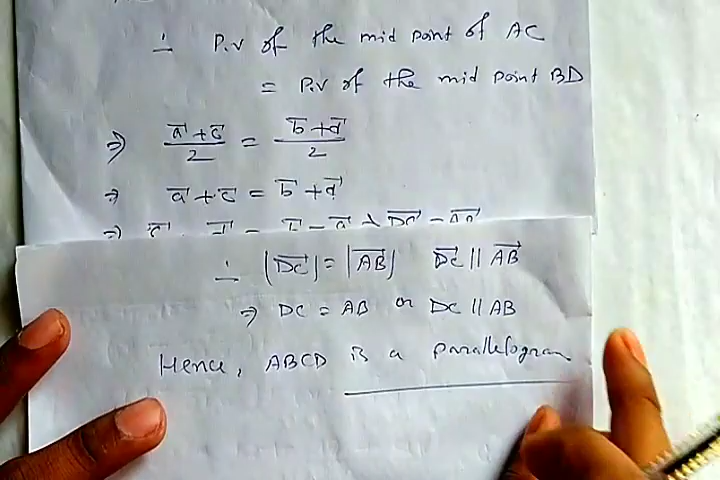 ∴ P.v of the mid point of AC
= P.v of the mid point BD
⇒ (a⃗ + c⃗)/2 = (b⃗ + d⃗)/2
⇒ a⃗ + c⃗ = b⃗ + d⃗
∴ |DC⃗| = |AB⃗| DC⃗ || AB⃗
⇒ DC = AB or DC || AB
Hence, ABCD is a parallelogram